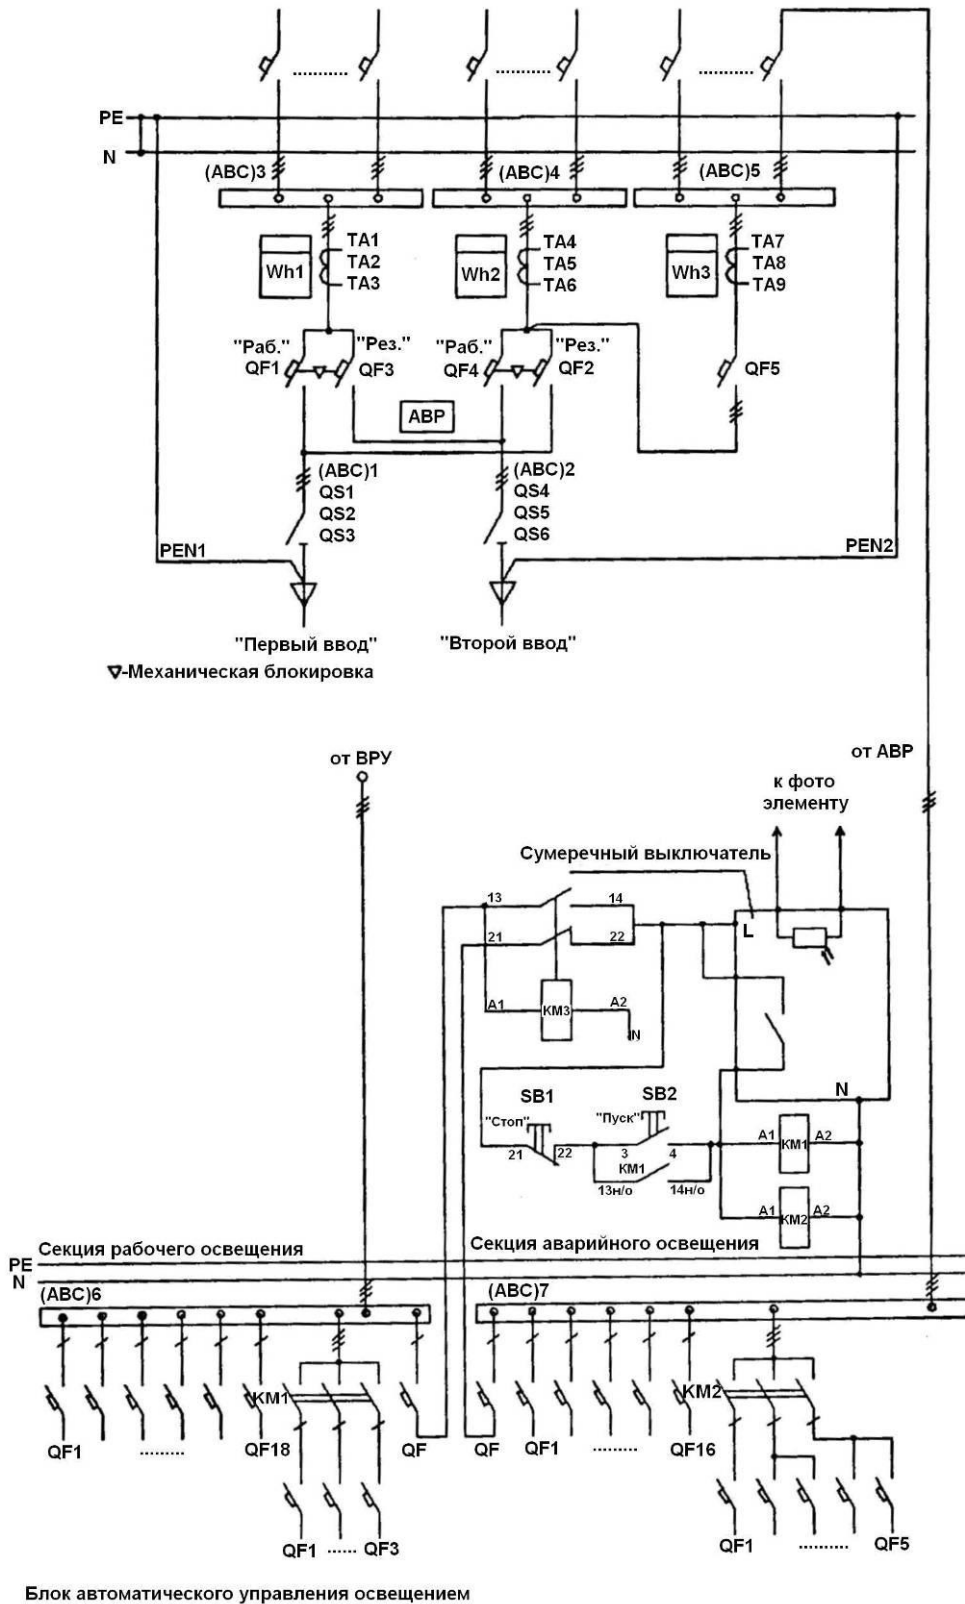 PE
N
(ABC)3
(ABC)4
(ABC)5
Wh1
TA1
TA2
TA3
Wh2
TA4
TA5
TA6
Wh3
TA7
TA8
TA9
"Раб."
"Рез."
QF1
QF3
"Раб."
"Рез."
QF4
QF2
QF5
АВР
(ABC)1
QS1
QS2
QS3
(ABC)2
QS4
QS5
QS6
PEN1
PEN2
"Первый ввод"
"Второй ввод"
-Механическая блокировка
от ВРУ
от АВР
к фото
элементу
Сумеречный выключатель
13
14
L
21
22
A1
KM3
A2
N
N
SB1
SB2
"Стоп"
"Пуск"
21
22
3
4
KM1
13н/о
14н/о
A1
KM1
A2
A1
KM2
A2
Секция рабочего освещения
Секция аварийного освещения
PE
N
(ABC)6
(ABC)7
KM1
KM2
QF1
.........
QF18
QF
QF
QF1
.........
QF16
QF1
......
QF3
QF1
..........
QF5
Блок автоматического управления освещением